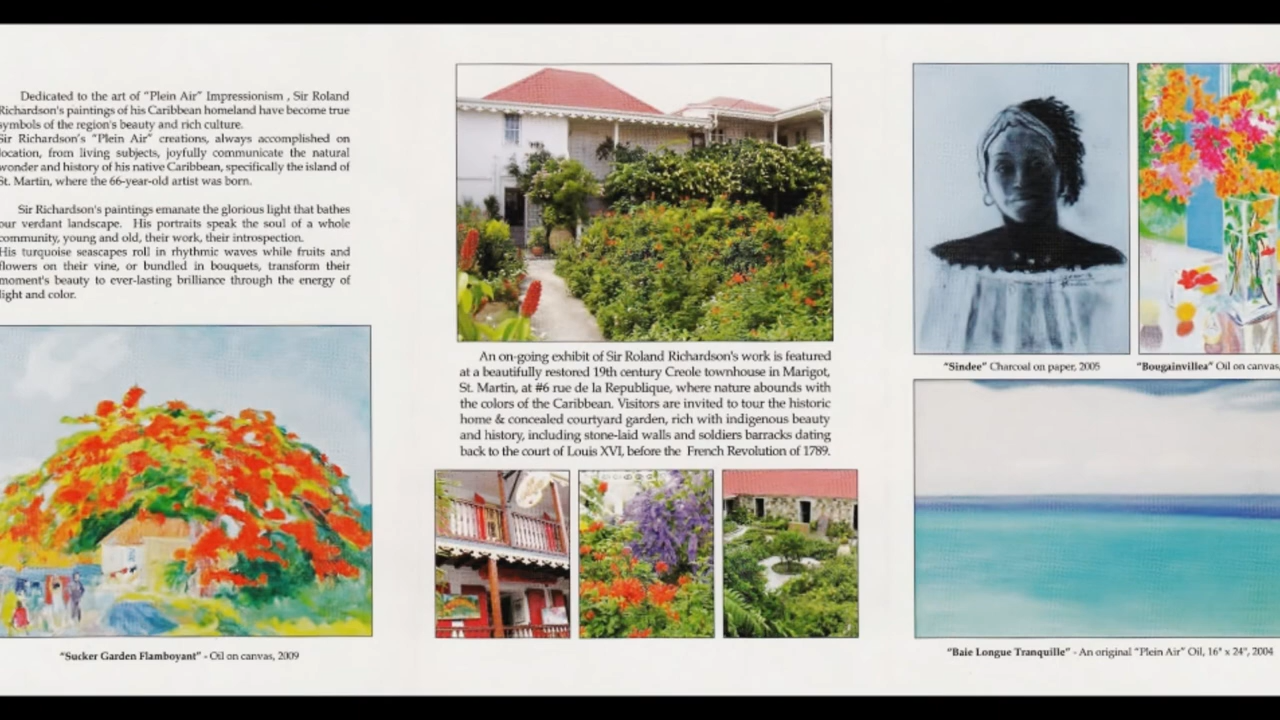 Dedicated to the art of “Plein Air” Impressionism , Sir Roland
Richardson's paintings of his Caribbean homeland have become true
symbols of the region's beauty and rich culture.
Sir Richardson's “Plein Air” creations, always accomplished on
location, from living subjects, joyfully communicate the natural
wonder and history of his native Caribbean, specifically the island of
St. Martin, where the 66-year-old artist was born.
Sir Richardson's paintings emanate the glorious light that bathes
our verdant landscape. His portraits speak the soul of a whole
community, young and old, their work, their introspection.
His turquoise seascapes roll in rhythmic waves while fruits and
flowers on their vine, or bundled in bouquets, transform their
moment's beauty to ever-lasting brilliance through the energy of
light and color.
“Sucker Garden Flamboyant” - Oil on canvas, 2009
An on-going exhibit of Sir Roland Richardson's work is featured
at a beautifully restored 19th century Creole townhouse in Marigot,
St. Martin, at #6 rue de la Republique, where nature abounds with
the colors of the Caribbean. Visitors are invited to tour the historic
home & concealed courtyard garden, rich with indigenous beauty
and history, including stone-laid walls and soldiers barracks dating
back to the court of Louis XVI, before the French Revolution of 1789.
“Sindee” Charcoal on paper, 2005
“Bougainvillea” Oil on canvas,
“Baie Longue Tranquille” - An original “Plein Air” Oil, 16" x 24", 2004